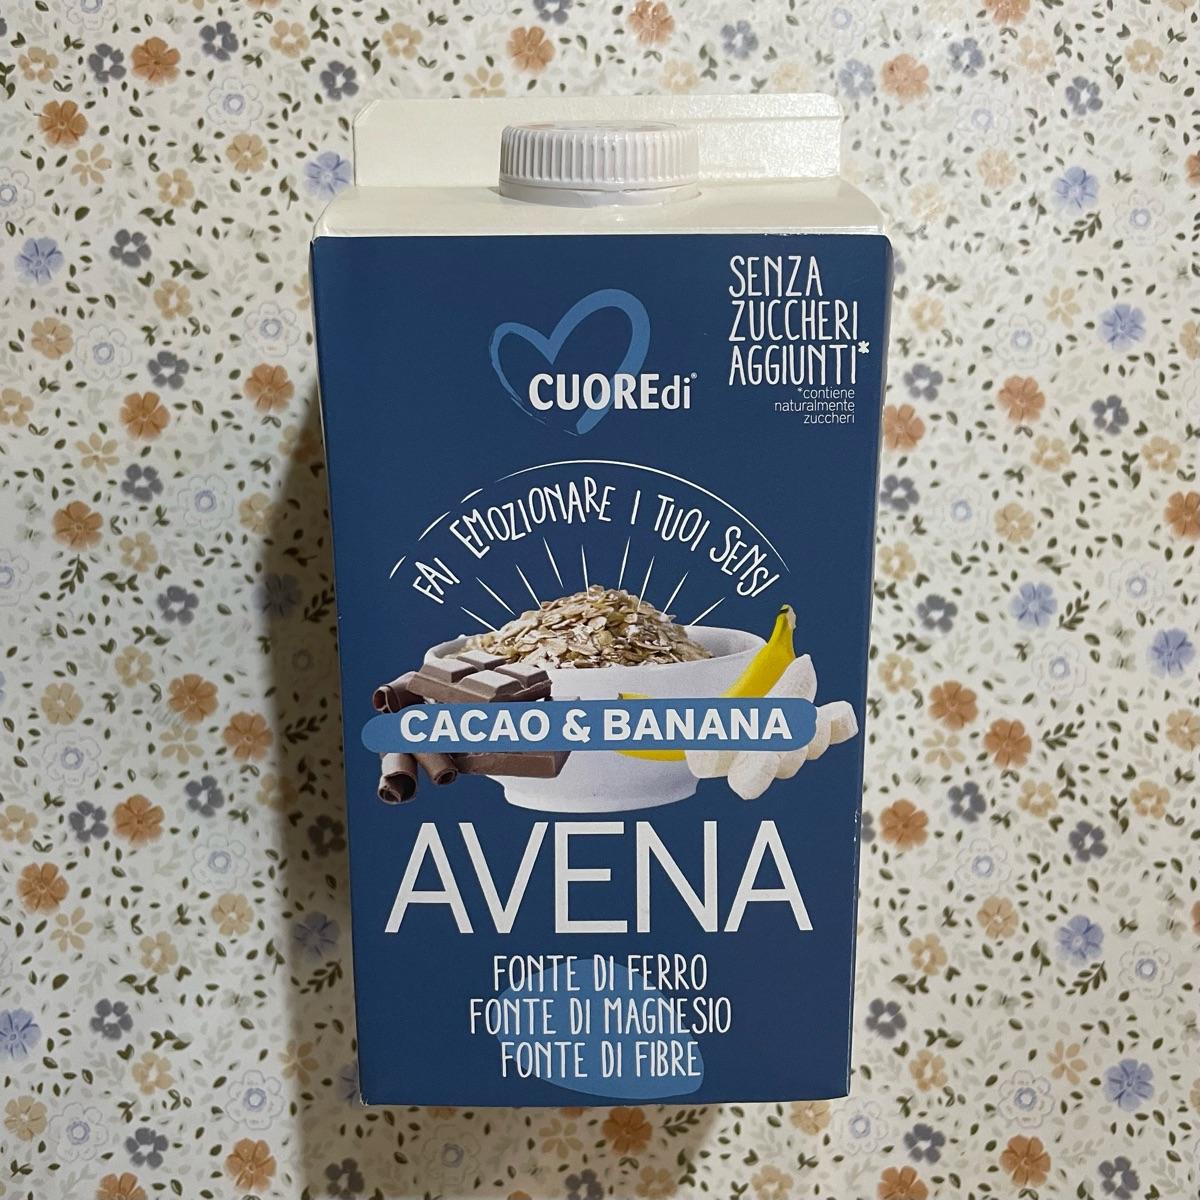 SENZA
ZUCCHERI
AGGIUNTI*
*contiene
naturalmente
zuccheri
CUOREdi®
FAI EMOZIONARE I TUOI SENSI
CACAO & BANANA
AVENA
FONTE DI FERRO
FONTE DI MAGNESIO
FONTE DI FIBRE